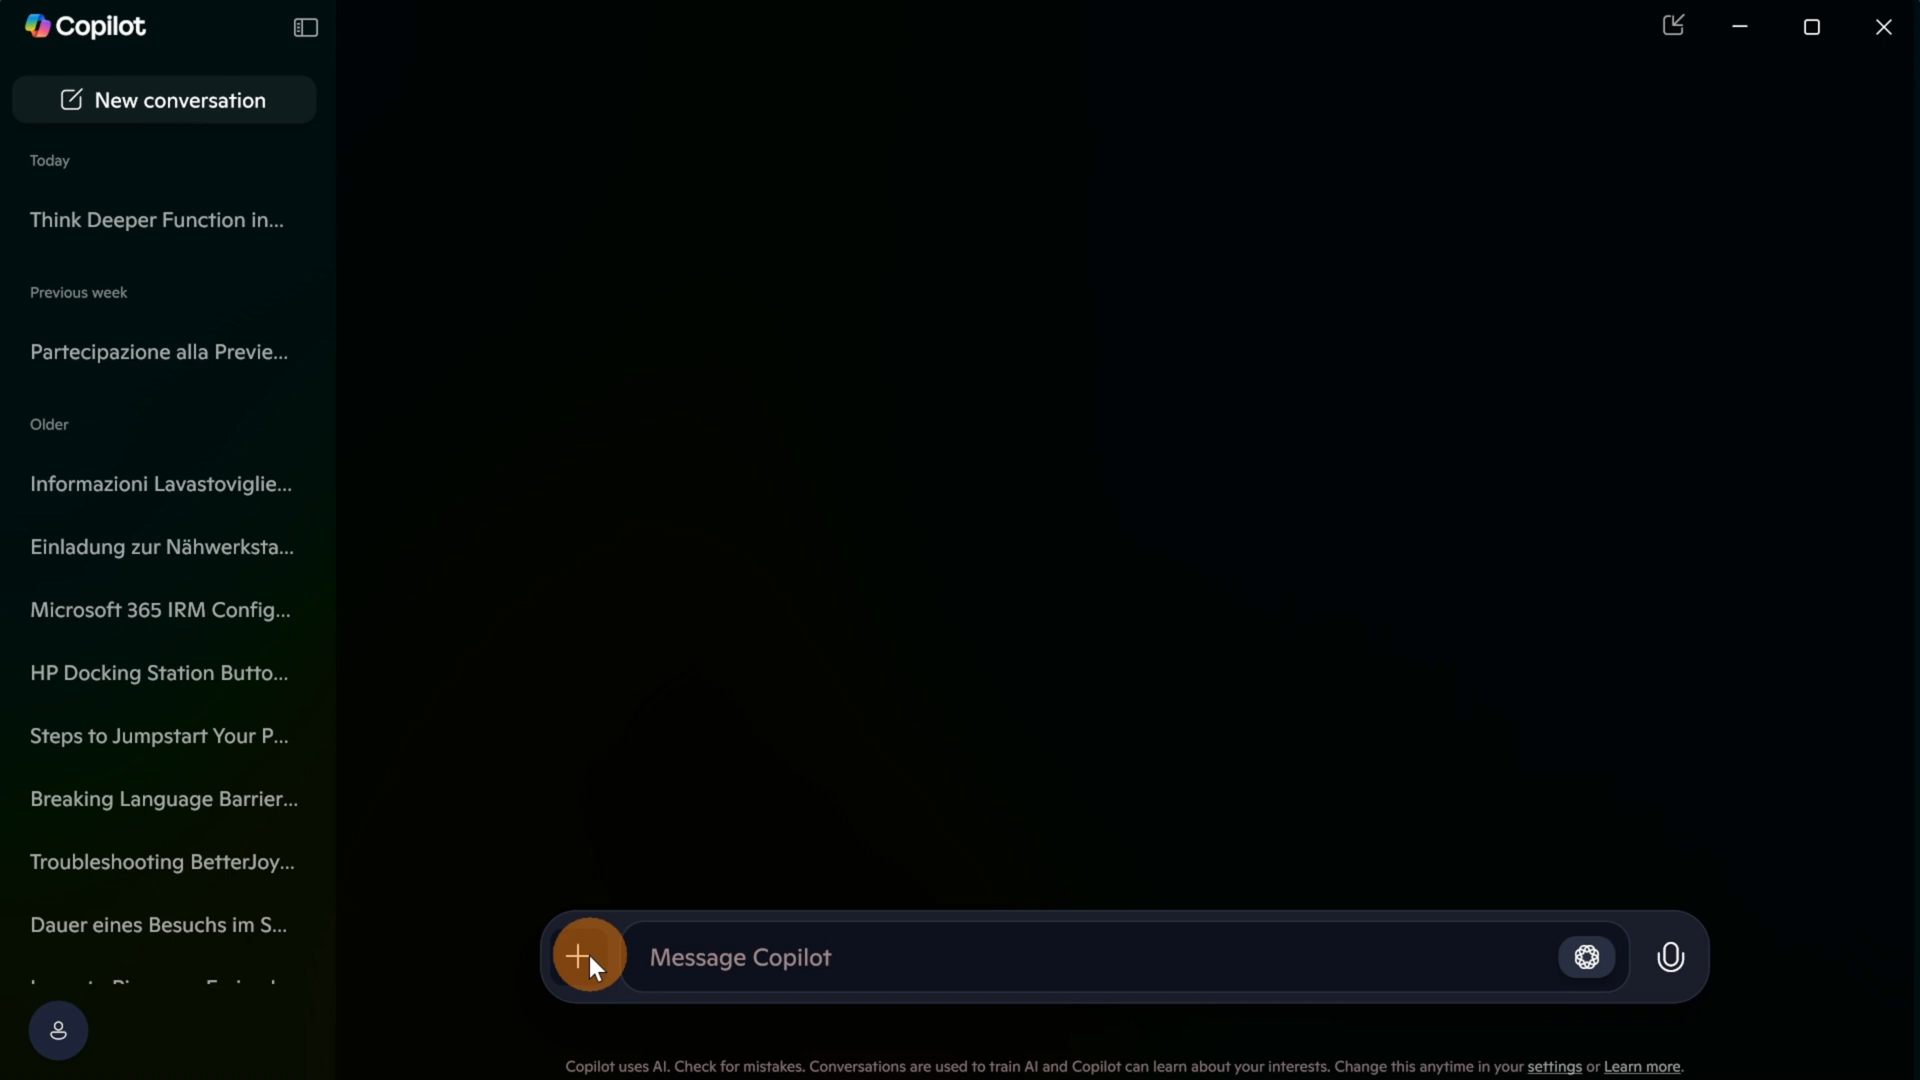 Copilot
New conversation
Today
Think Deeper Function in...
Previous week
Partecipazione alla Previe...
Older
Informazioni Lavastoviglie...
Einladung zur Nähwerksta...
Microsoft 365 IRM Config...
HP Docking Station Butto...
Steps to Jumpstart Your P...
Breaking Language Barrier...
Troubleshooting BetterJoy...
Dauer eines Besuchs im S...
Message Copilot
Copilot uses AI. Check for mistakes. Conversations are used to train AI and Copilot can learn about your interests. Change this anytime in your settings or Learn more.